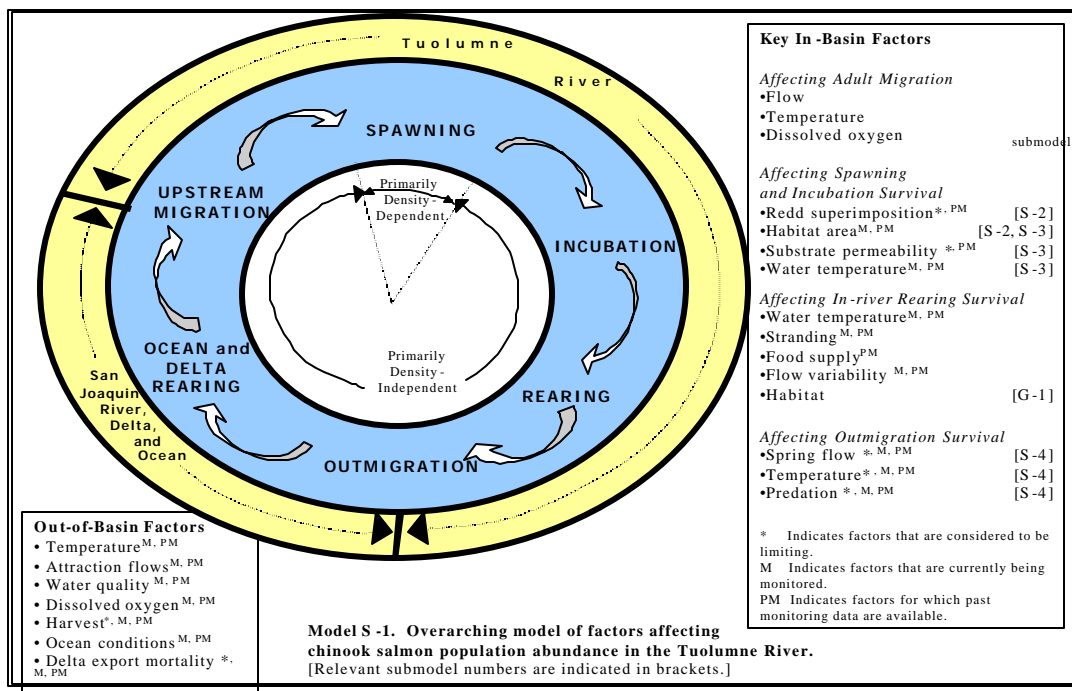 Tuolumne
River
SPAWNING
UPSTREAM
MIGRATION
INCUBATION
Primarily
Density-
Dependent
Primarily
Density-
Independent
OCEAN and
DELTA
REARING
REARING
OUTMIGRATION
San
Joaquin
River,
Delta,
and
Ocean
Key In-Basin Factors
Affecting Adult Migration
•Flow
•Temperature
•Dissolved oxygen
submodel
Affecting Spawning
and Incubation Survival
•Redd superimposition*, PM [S-2]
•Habitat area M, PM [S-2, S-3]
•Substrate permeability *, PM [S-3]
•Water temperature M, PM [S-3]
Affecting In-river Rearing Survival
•Water temperature M, PM
•Stranding M, PM
•Food supply PM
•Flow variability M, PM
•Habitat [G-1]
Affecting Outmigration Survival
•Spring flow *, M, PM [S-4]
•Temperature*, M, PM [S-4]
•Predation *, M, PM [S-4]
* Indicates factors that are considered to be
limiting.
M Indicates factors that are currently being
monitored.
PM Indicates factors for which past
monitoring data are available.
Out-of-Basin Factors
• Temperature M, PM
• Attraction flows M, PM
• Water quality M, PM
• Dissolved oxygen M, PM
• Harvest*, M, PM
• Ocean conditions M, PM
• Delta export mortality *,
M, PM
Model S-1. Overarching model of factors affecting
chinook salmon population abundance in the Tuolumne River.
[Relevant submodel numbers are indicated in brackets.]